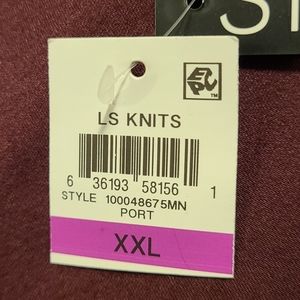 LS KNITS
6 36193 58156 1
STYLE 100048675MN
PORT
XXL